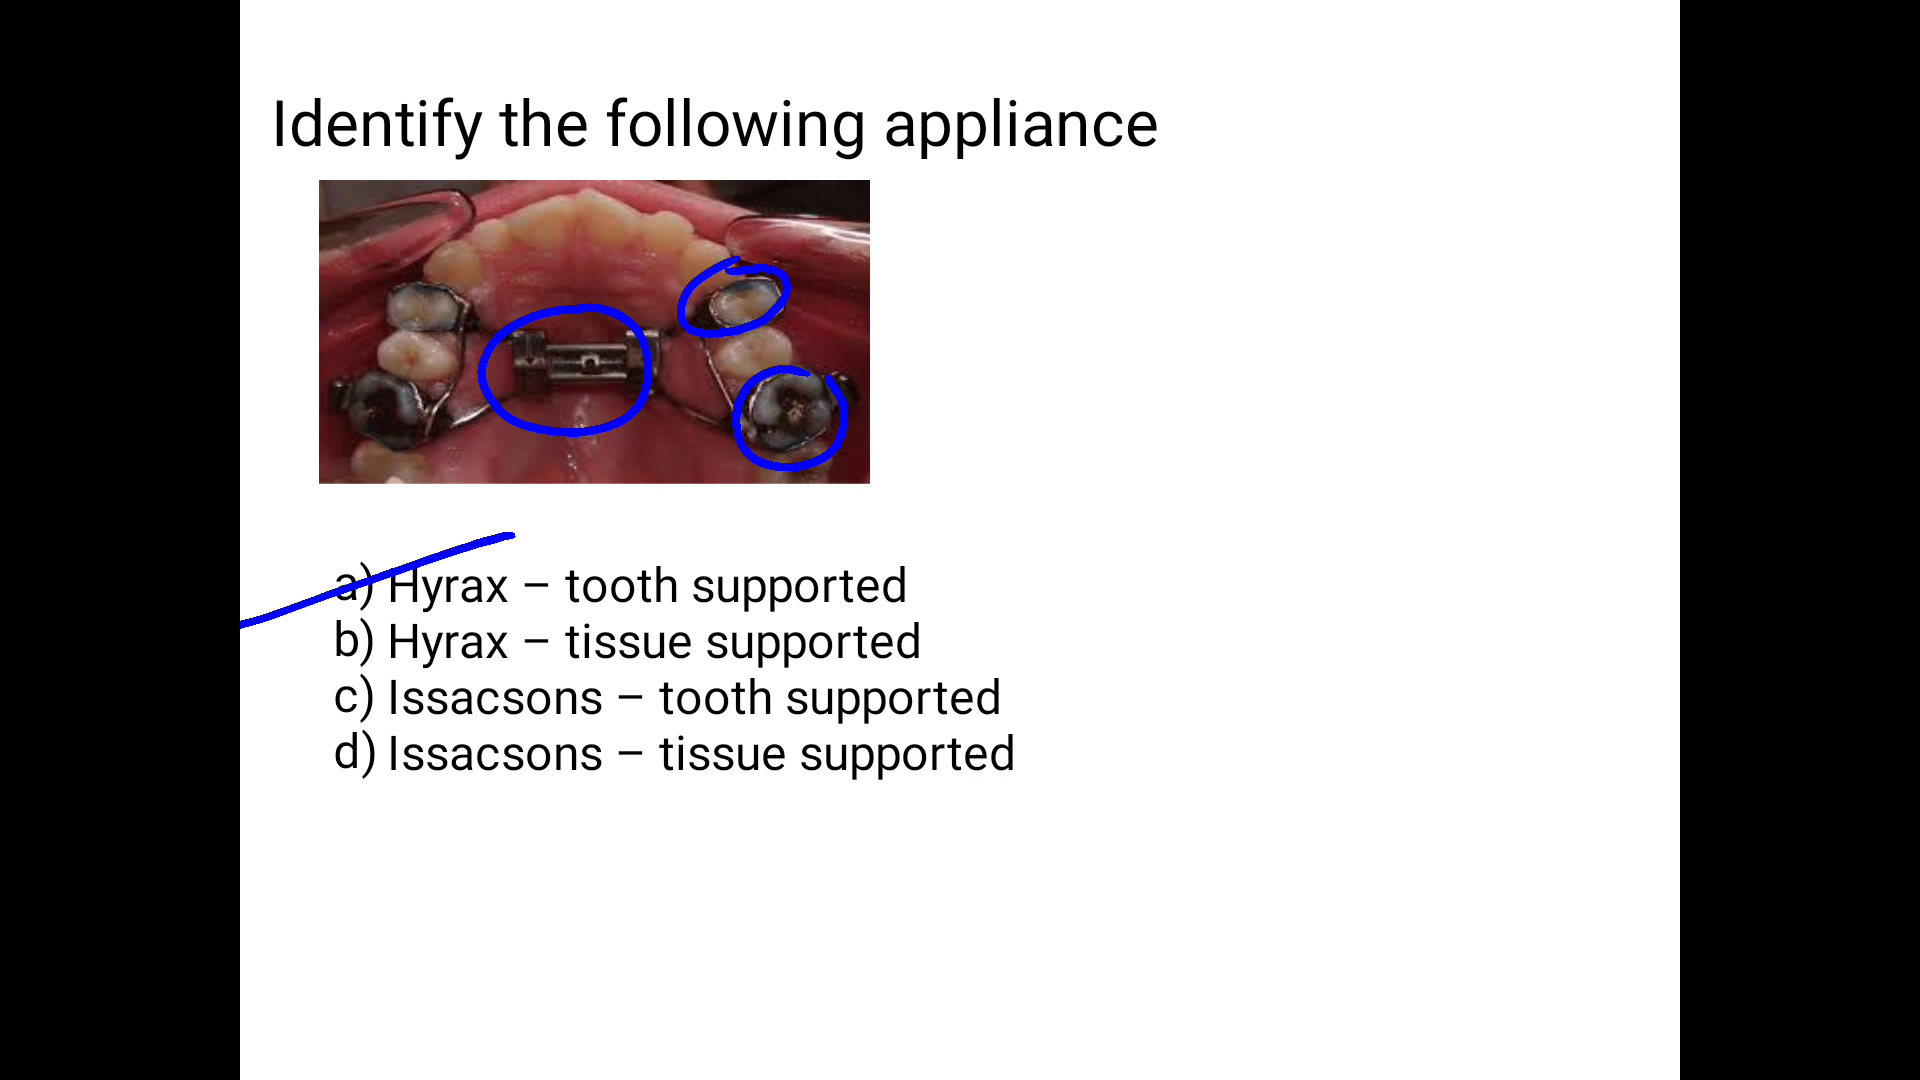 Identify the following appliance
a) Hyrax – tooth supported
b) Hyrax – tissue supported
c) Issacsons – tooth supported
d) Issacsons – tissue supported